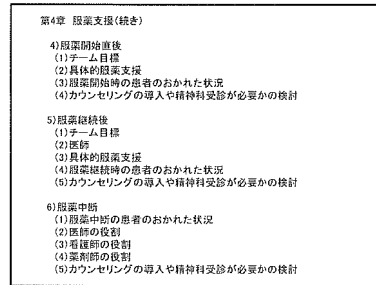 第4章 服薬支援(続き)
4)服薬開始直後
(1)チーム目標
(2)具体的服薬支援
(3)服薬開始時の患者のおかれた状況
(4)カウンセリングの導入や精神科受診が必要かの検討
5)服薬継続後
(1)チーム目標
(2)医師
(3)具体的服薬支援
(4)服薬継続時の患者のおかれた状況
(5)カウンセリングの導入や精神科受診が必要かの検討
6)服薬中断
(1)服薬中断の患者のおかれた状況
(2)医師の役割
(3)看護師の役割
(4)薬剤師の役割
(5)カウンセリングの導入や精神科受診が必要かの検討